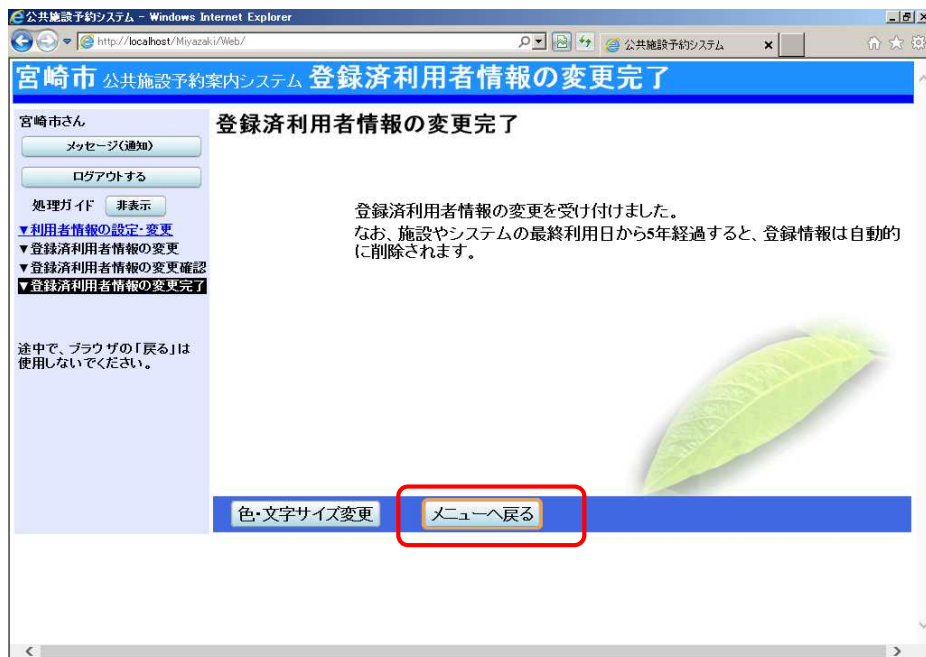 公共施設予約システム - Windows Internet Explorer
http://localhost/Miyazaki/Web/
公共施設予約システム
宮崎市 公共施設予約案内システム 登録済利用者情報の変更完了
宮崎市さん
メッセージ(通知)
ログアウトする
処理ガイド 非表示
▼利用者情報の設定・変更
▼登録済利用者情報の変更
▼登録済利用者情報の変更確認
▼登録済利用者情報の変更完了
途中で、ブラウザの「戻る」は
使用しないでください。
登録済利用者情報の変更完了
登録済利用者情報の変更を受け付けました。
なお、施設やシステムの最終利用日から5年経過すると、登録情報は自動的
に削除されます。
色・文字サイズ変更
メニューへ戻る